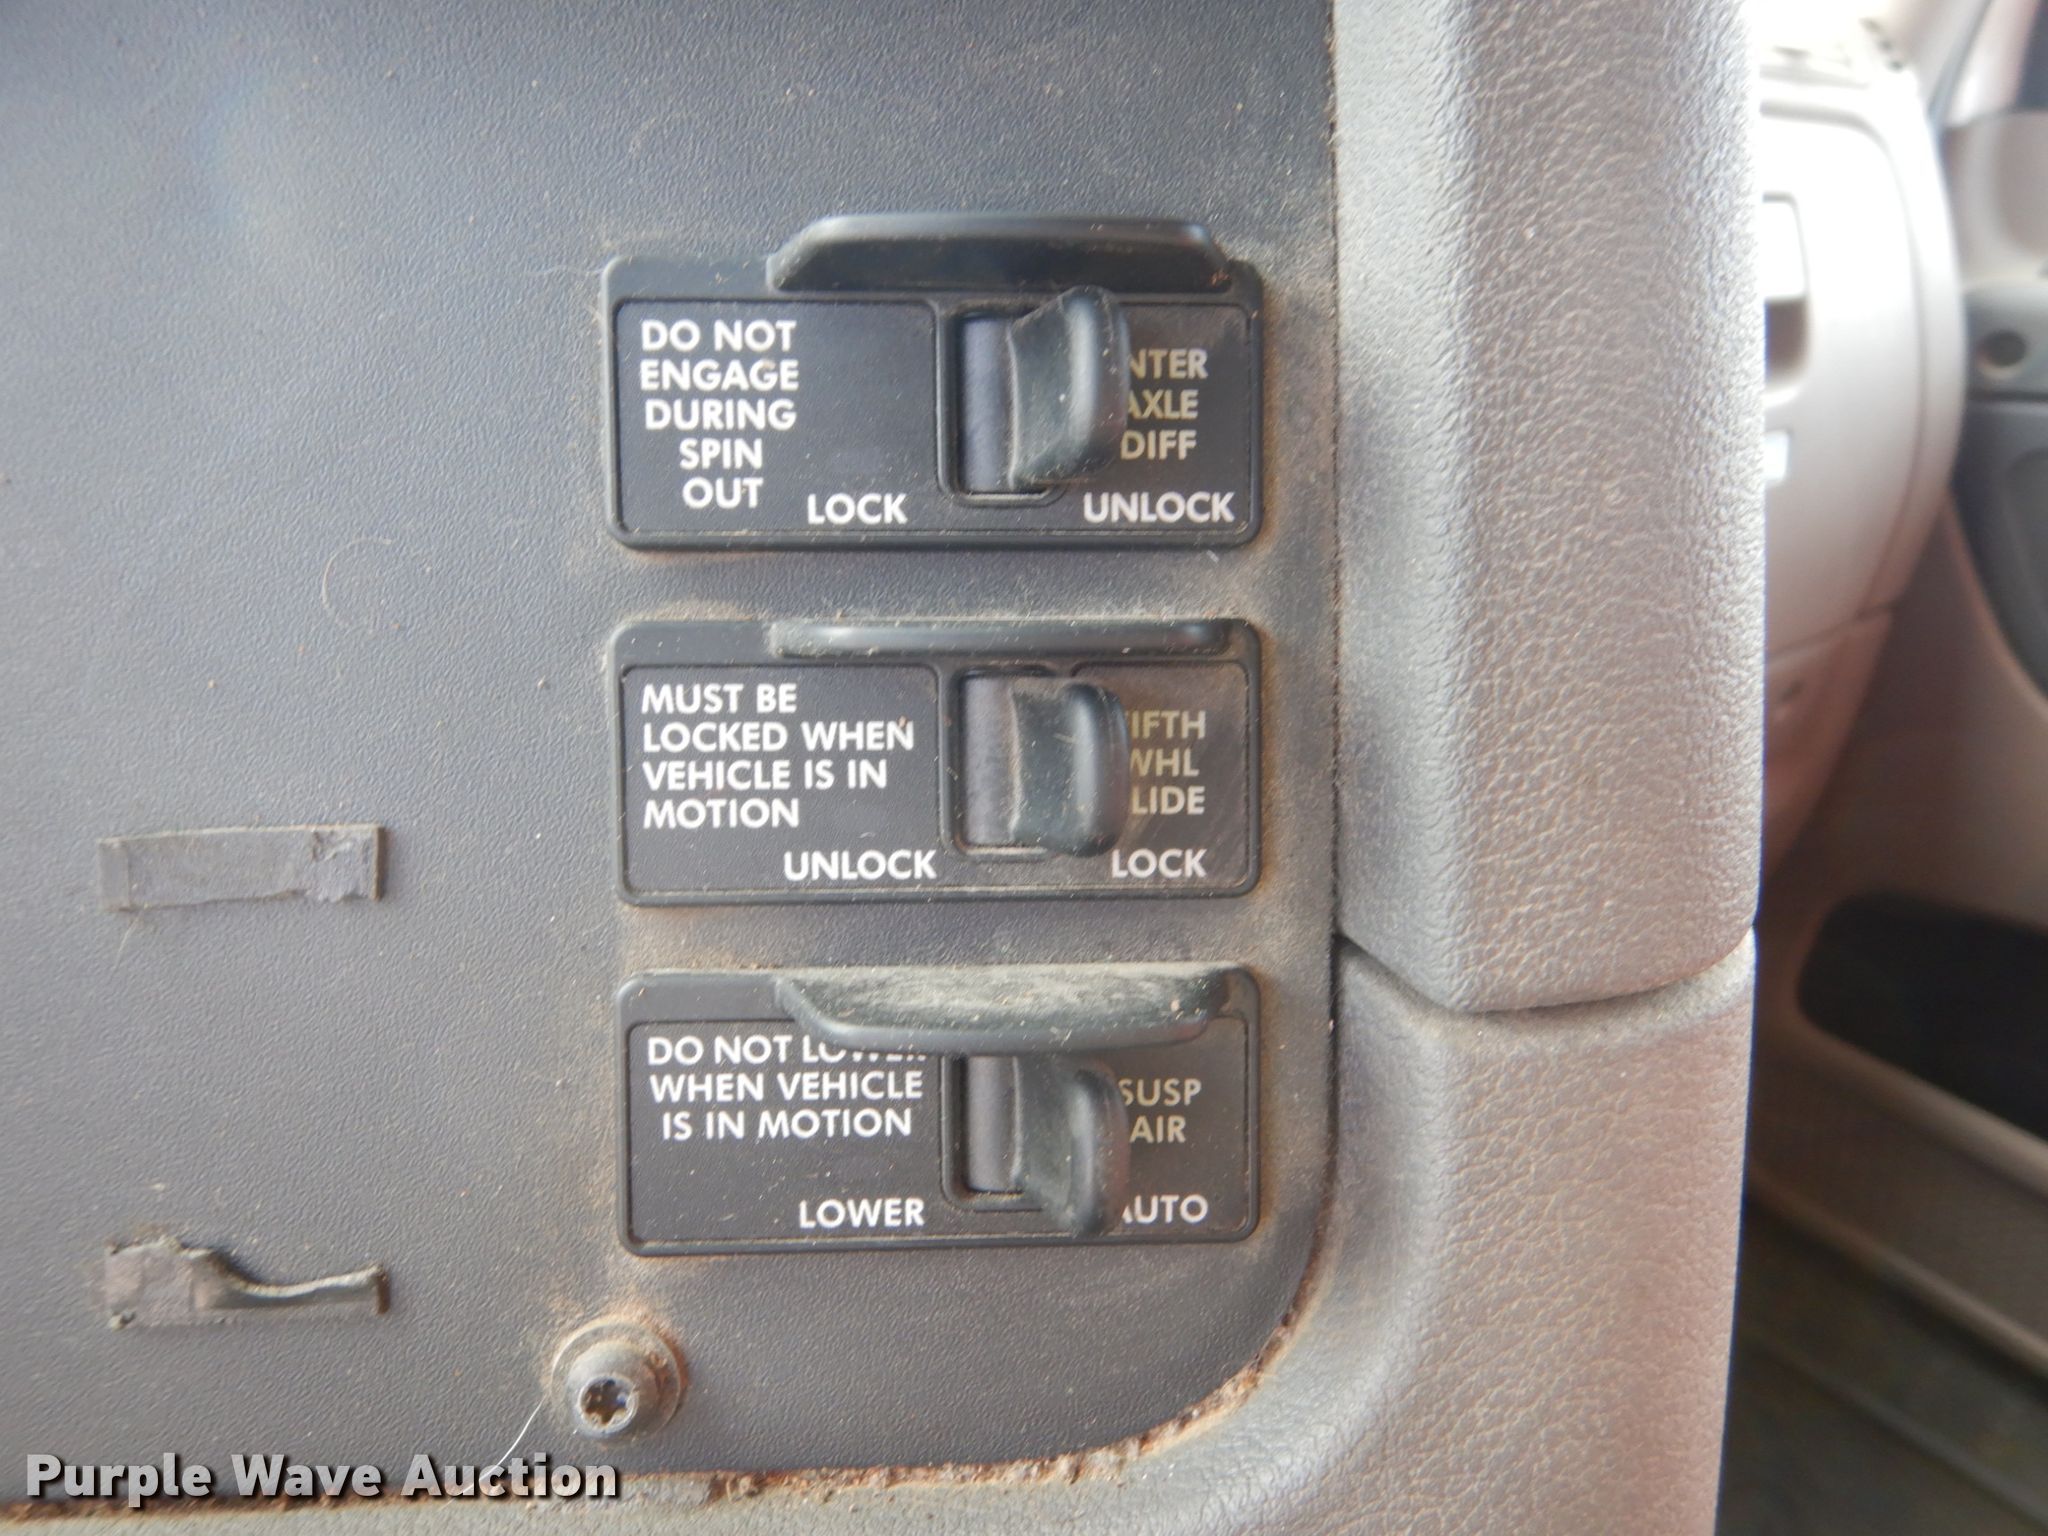 DO NOT
ENGAGE
DURING
SPIN
OUT
LOCK
NTER
AXLE
DIFF
UNLOCK
MUST BE
LOCKED WHEN
VEHICLE IS IN
MOTION
UNLOCK
IFTH
WHL
LIDE
LOCK
DO NOT LOWER
WHEN VEHICLE
IS IN MOTION
LOWER
SUSP
AIR
AUTO
Purple Wave Auction